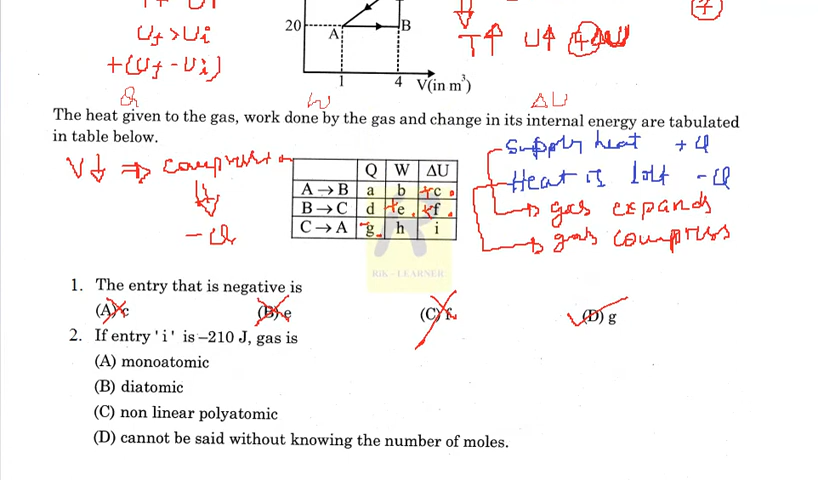 Uf > Ui
+(Uf - Ui)
20
A
B
1
4
V(in m³)
T↑ U↑ +ΔU
Q
W
ΔU
The heat given to the gas, work done by the gas and change in its internal energy are tabulated
in table below.
V↓ ⇒ compression
- Q
Q W ΔU
A → B a b +c
B → C d +e +f
C → A -g h i
Supply heat + Q
Heat is lost - Q
→ gas expands
→ gas compress
RIK - LEARNER
1. The entry that is negative is
(A) c (B) e (C) f (D) g
2. If entry 'i' is –210 J, gas is
(A) monoatomic
(B) diatomic
(C) non linear polyatomic
(D) cannot be said without knowing the number of moles.